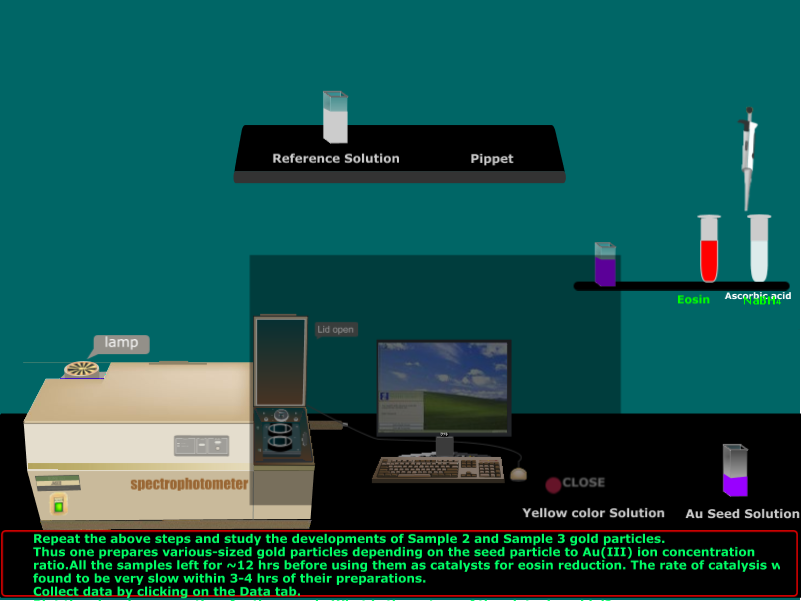 Reference Solution
Pippet
Eosin
Ascorbic acid
NaBH4
lamp
Lid open
spectrophotometer
CLOSE
Yellow color Solution
Au Seed Solution
Repeat the above steps and study the developments of Sample 2 and Sample 3 gold particles.
Thus one prepares various-sized gold particles depending on the seed particle to Au(III) ion concentration
ratio.All the samples left for ~12 hrs before using them as catalysts for eosin reduction. The rate of catalysis w
found to be very slow within 3-4 hrs of their preparations.
Collect data by clicking on the Data tab.